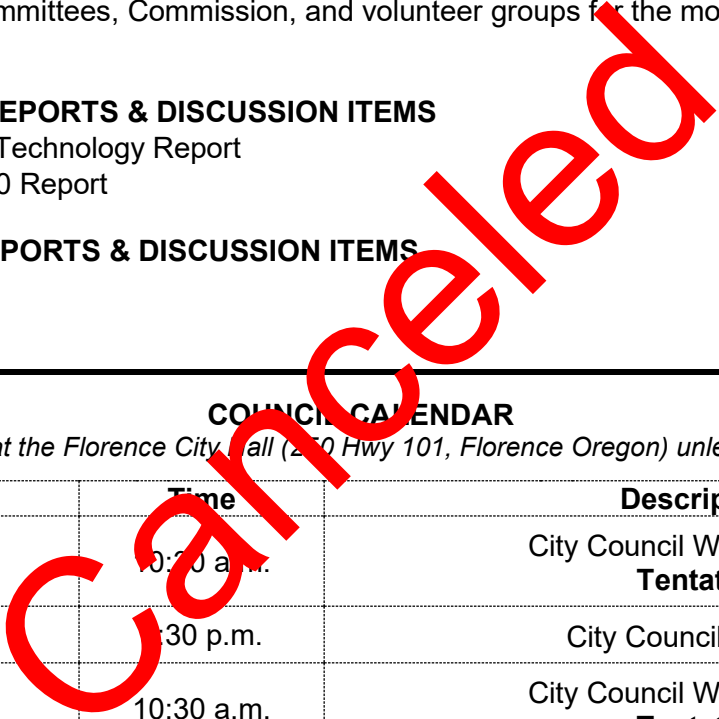 mmittees, Commission, and volunteer groups for the mo
EPORTS & DISCUSSION ITEMS
Technology Report
0 Report
PORTS & DISCUSSION ITEMS
COUNCIL CALENDAR
at the Florence City Hall (250 Hwy 101, Florence Oregon) unle
Time Descrip
10:30 a.m. City Council W
Tentat
:30 p.m. City Council
10:30 a.m. City Council W
Canceled